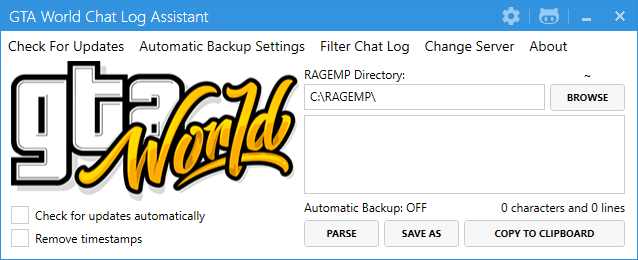 GTA World Chat Log Assistant
Check For Updates Automatic Backup Settings Filter Chat Log Change Server About
gta
World
RAGEMP Directory: ~
C:\RAGEMP\ BROWSE
Automatic Backup: OFF 0 characters and 0 lines
Check for updates automatically
Remove timestamps
PARSE SAVE AS COPY TO CLIPBOARD